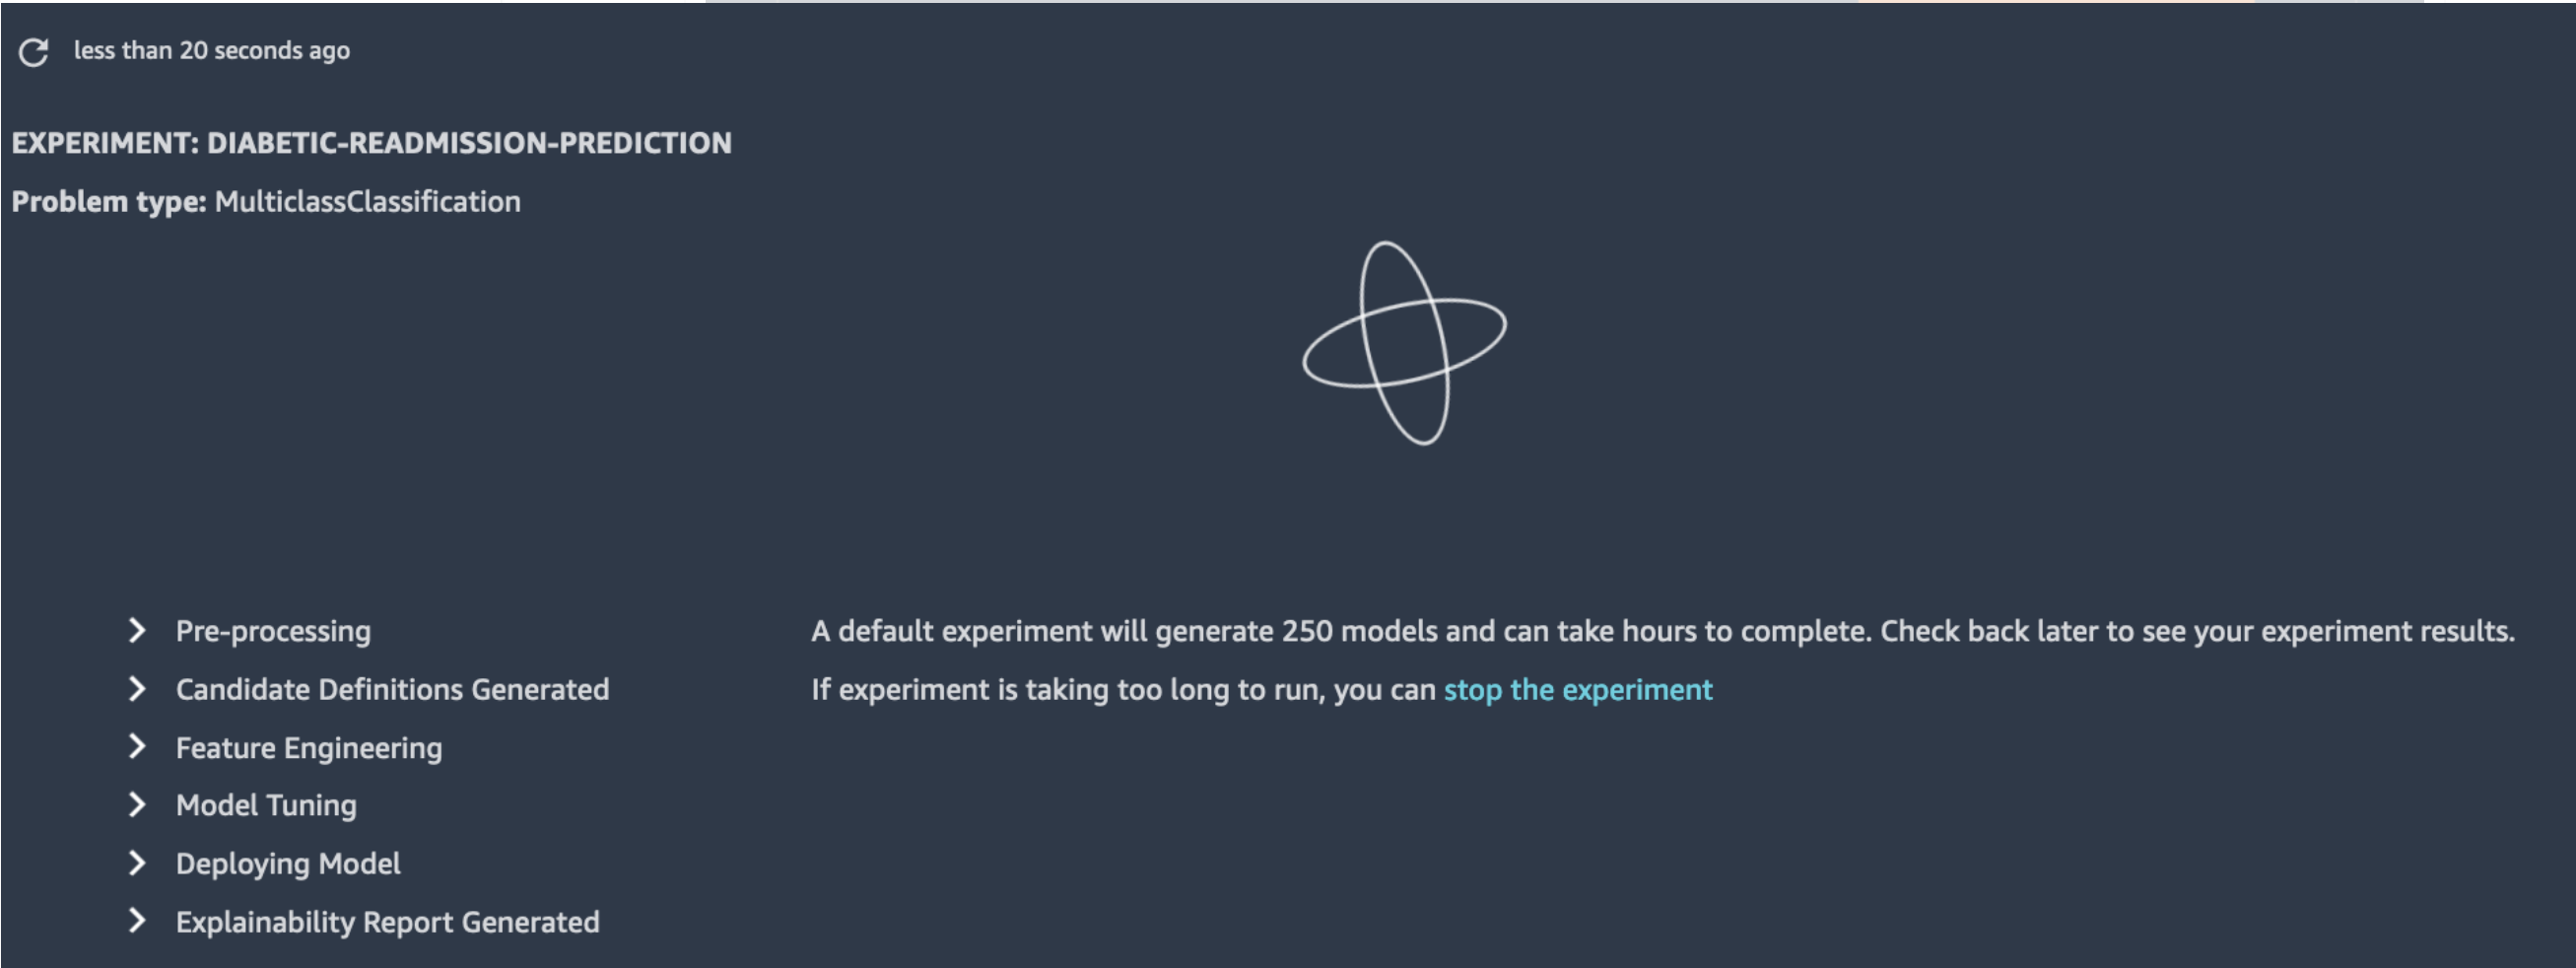 less than 20 seconds ago
EXPERIMENT: DIABETIC-READMISSION-PREDICTION
Problem type: MulticlassClassification
Pre-processing
Candidate Definitions Generated
Feature Engineering
Model Tuning
Deploying Model
Explainability Report Generated
A default experiment will generate 250 models and can take hours to complete. Check back later to see your experiment results.
If experiment is taking too long to run, you can stop the experiment